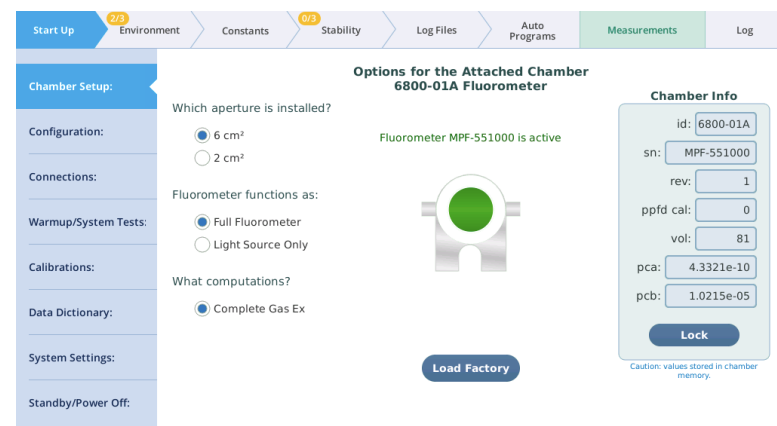 Start Up
2/3
Environment
Constants
0/3
Stability
Log Files
Auto
Programs
Measurements
Log
Chamber Setup:
Configuration:
Connections:
Warmup/System Tests:
Calibrations:
Data Dictionary:
System Settings:
Standby/Power Off:
Options for the Attached Chamber
6800-01A Fluorometer
Which aperture is installed?
6 cm²
2 cm²
Fluorometer functions as:
Full Fluorometer
Light Source Only
What computations?
Complete Gas Ex
Fluorometer MPF-551000 is active
Load Factory
Chamber Info
id: 6800-01A
sn: MPF-551000
rev: 1
ppfd cal: 0
vol: 81
pca: 4.3321e-10
pcb: 1.0215e-05
Lock
Caution: values stored in chamber
memory.